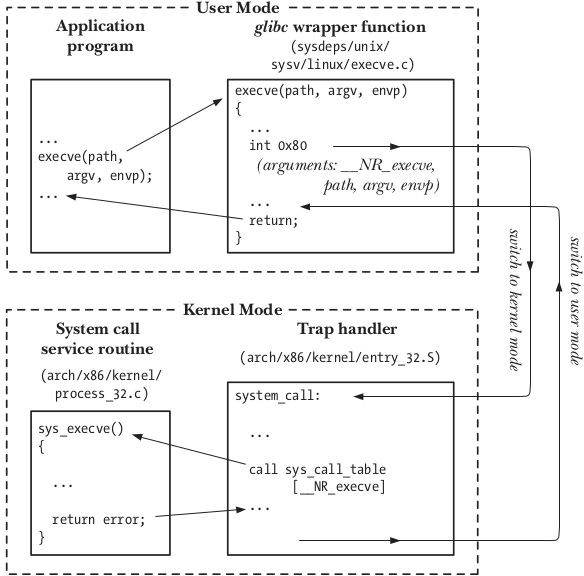 User Mode
Application
program
glibc wrapper function
(sysdeps/unix/
sysv/linux/execve.c)
...
execve(path,
argv, envp);
...
execve(path, argv, envp)
{
...
int 0x80
(arguments: __NR_execve,
path, argv, envp)
...
return;
}
switch to kernel mode
switch to user mode
Kernel Mode
System call
service routine
(arch/x86/kernel/
process_32.c)
Trap handler
(arch/x86/kernel/entry_32.S)
sys_execve()
{
...
return error;
}
system_call:
...
call sys_call_table
[__NR_execve]
...